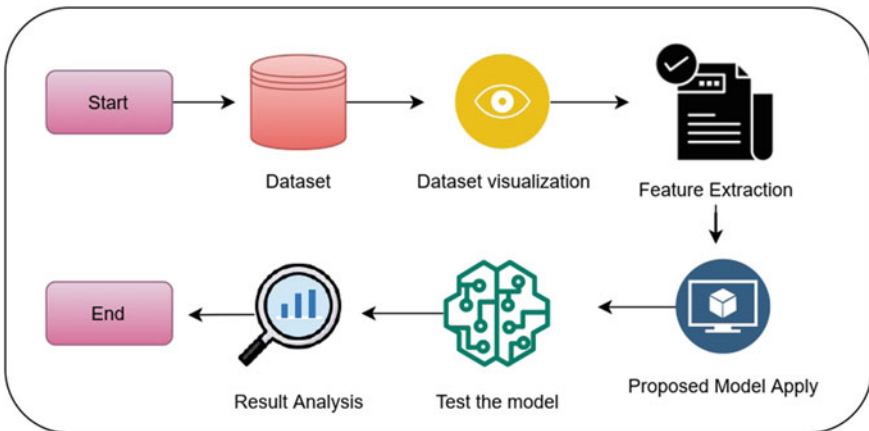 Start
Dataset
Dataset visualization
Feature Extraction
Proposed Model Apply
Test the model
Result Analysis
End